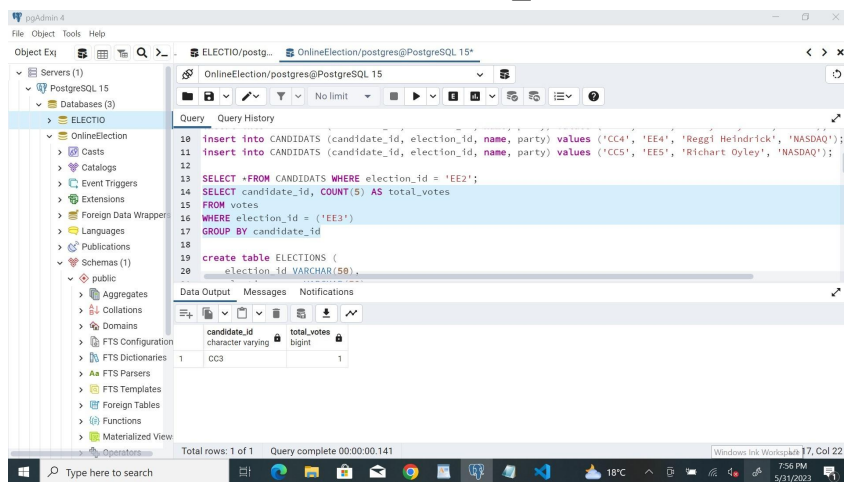 pgAdmin 4
File Object Tools Help
Object Ex
ELECTIO/postg...
OnlineElection/postgres@PostgreSQL 15*
Servers (1)
PostgreSQL 15
Databases (3)
ELECTIO
OnlineElection
Casts
Catalogs
Event Triggers
Extensions
Foreign Data Wrappers
Languages
Publications
Schemas (1)
public
Aggregates
Collations
Domains
FTS Configuration
FTS Dictionaries
FTS Parsers
FTS Templates
Foreign Tables
Functions
Materialized View
Operators
OnlineElection/postgres@PostgreSQL 15
No limit
Query Query History
10 insert into CANDIDATS (candidate_id, election_id, name, party) values ('CC4', 'EE4', 'Reggi Heindrick', 'NASDAQ');
11 insert into CANDIDATS (candidate_id, election_id, name, party) values ('CC5', 'EE5', 'Richart Oyley', 'NASDAQ');
12
13 SELECT *FROM CANDIDATS WHERE election_id = 'EE2';
14 SELECT candidate_id, COUNT(5) AS total_votes
15 FROM votes
16 WHERE election_id = ('EE3')
17 GROUP BY candidate_id
18
19 create table ELECTIONS (
20 election_id VARCHAR(50),
Data Output Messages Notifications
candidate_id total_votes
character varying bigint
1 CC3 1
Total rows: 1 of 1 Query complete 00:00:00.141 17, Col 22
Windows Ink Workspace
Type here to search
18°C
7:56 PM
5/31/2023